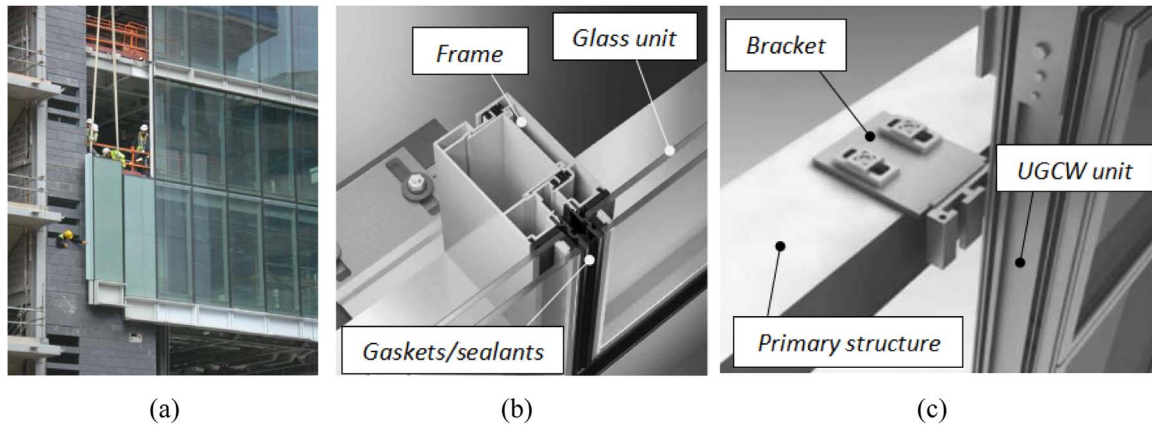 Frame
Glass unit
Gaskets/sealants
Bracket
UGCW unit
Primary structure
(a)
(b)
(c)